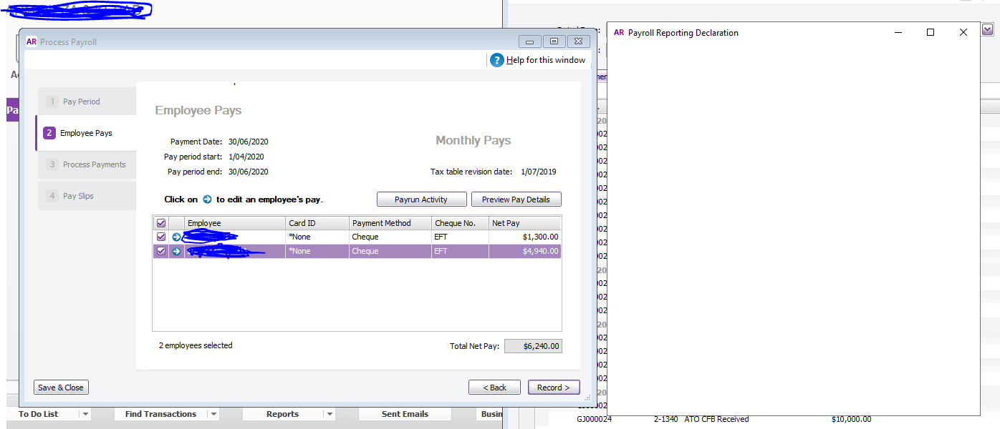 AR Process Payroll
? Help for this window
1 Pay Period
2 Employee Pays
3 Process Payments
4 Pay Slips
Employee Pays
Payment Date: 30/06/2020
Pay period start: 1/04/2020
Pay period end: 30/06/2020
Monthly Pays
Tax table revision date: 1/07/2019
Click on to edit an employee's pay.
Payrun Activity
Preview Pay Details
Employee Card ID Payment Method Cheque No. Net Pay
*None Cheque EFT $1,300.00
*None Cheque EFT $4,940.00
2 employees selected
Total Net Pay: $6,240.00
Save & Close
< Back
Record >
To Do List
Find Transactions
Reports
Sent Emails
Busin
AR Payroll Reporting Declaration
GJ000024 2-1340 ATO CFB Received $10,000.00